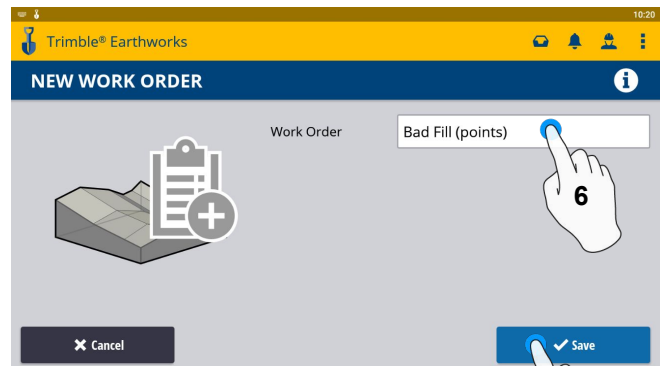 10:20
Trimble® Earthworks
NEW WORK ORDER
i
Work Order
Bad Fill (points)
6
Cancel
Save